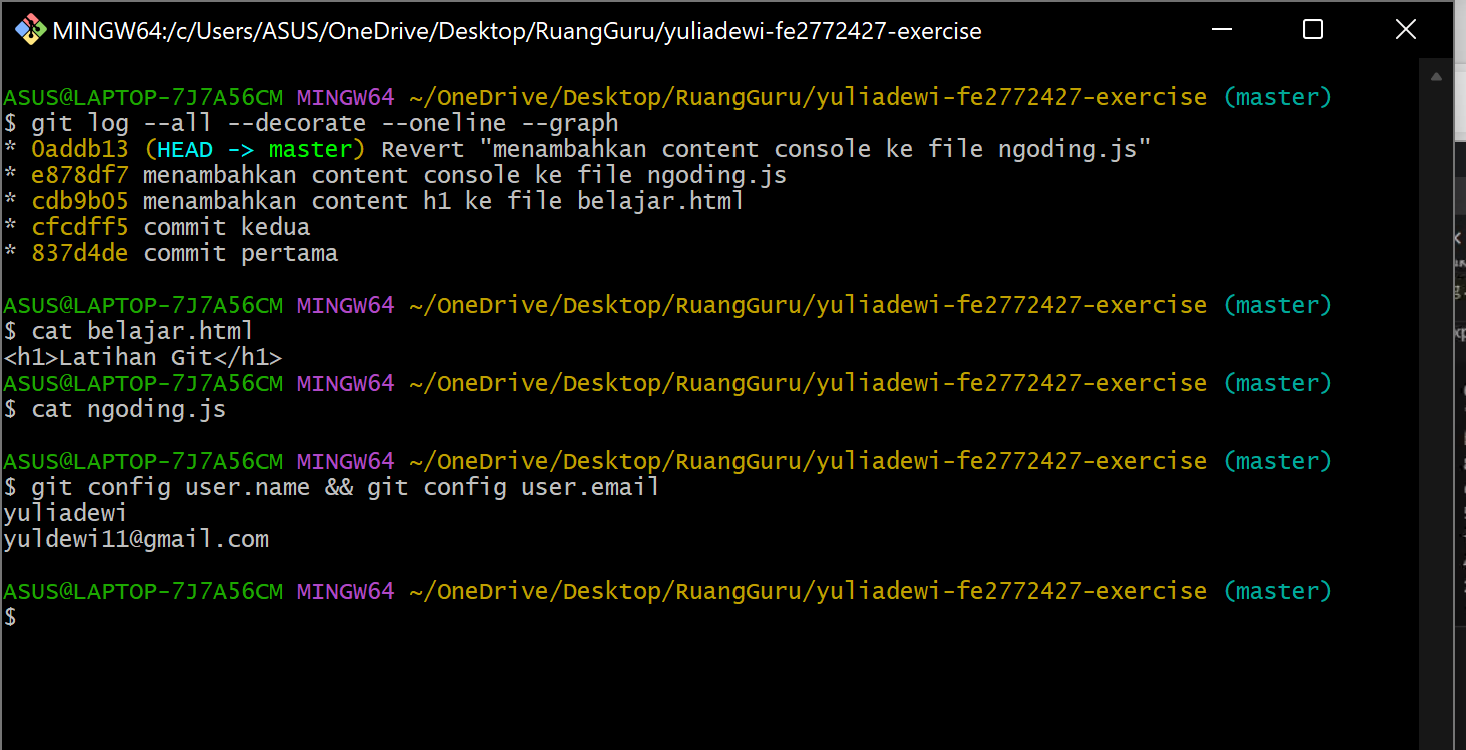 MINGW64:/c/Users/ASUS/OneDrive/Desktop/RuangGuru/yuliadewi-fe2772427-exercise
ASUS@LAPTOP-7J7A56CM MINGW64 ~/OneDrive/Desktop/RuangGuru/yuliadewi-fe2772427-exercise (master)
$ git log --all --decorate --oneline --graph
* 0addb13 (HEAD -> master) Revert "menambahkan content console ke file ngoding.js"
* e878df7 menambahkan content console ke file ngoding.js
* cdb9b05 menambahkan content h1 ke file belajar.html
* cfcdff5 commit kedua
* 837d4de commit pertama
ASUS@LAPTOP-7J7A56CM MINGW64 ~/OneDrive/Desktop/RuangGuru/yuliadewi-fe2772427-exercise (master)
$ cat belajar.html
<h1>Latihan Git</h1>
ASUS@LAPTOP-7J7A56CM MINGW64 ~/OneDrive/Desktop/RuangGuru/yuliadewi-fe2772427-exercise (master)
$ cat ngoding.js
ASUS@LAPTOP-7J7A56CM MINGW64 ~/OneDrive/Desktop/RuangGuru/yuliadewi-fe2772427-exercise (master)
$ git config user.name && git config user.email
yuliadewi
yuldewi11@gmail.com
ASUS@LAPTOP-7J7A56CM MINGW64 ~/OneDrive/Desktop/RuangGuru/yuliadewi-fe2772427-exercise (master)
$